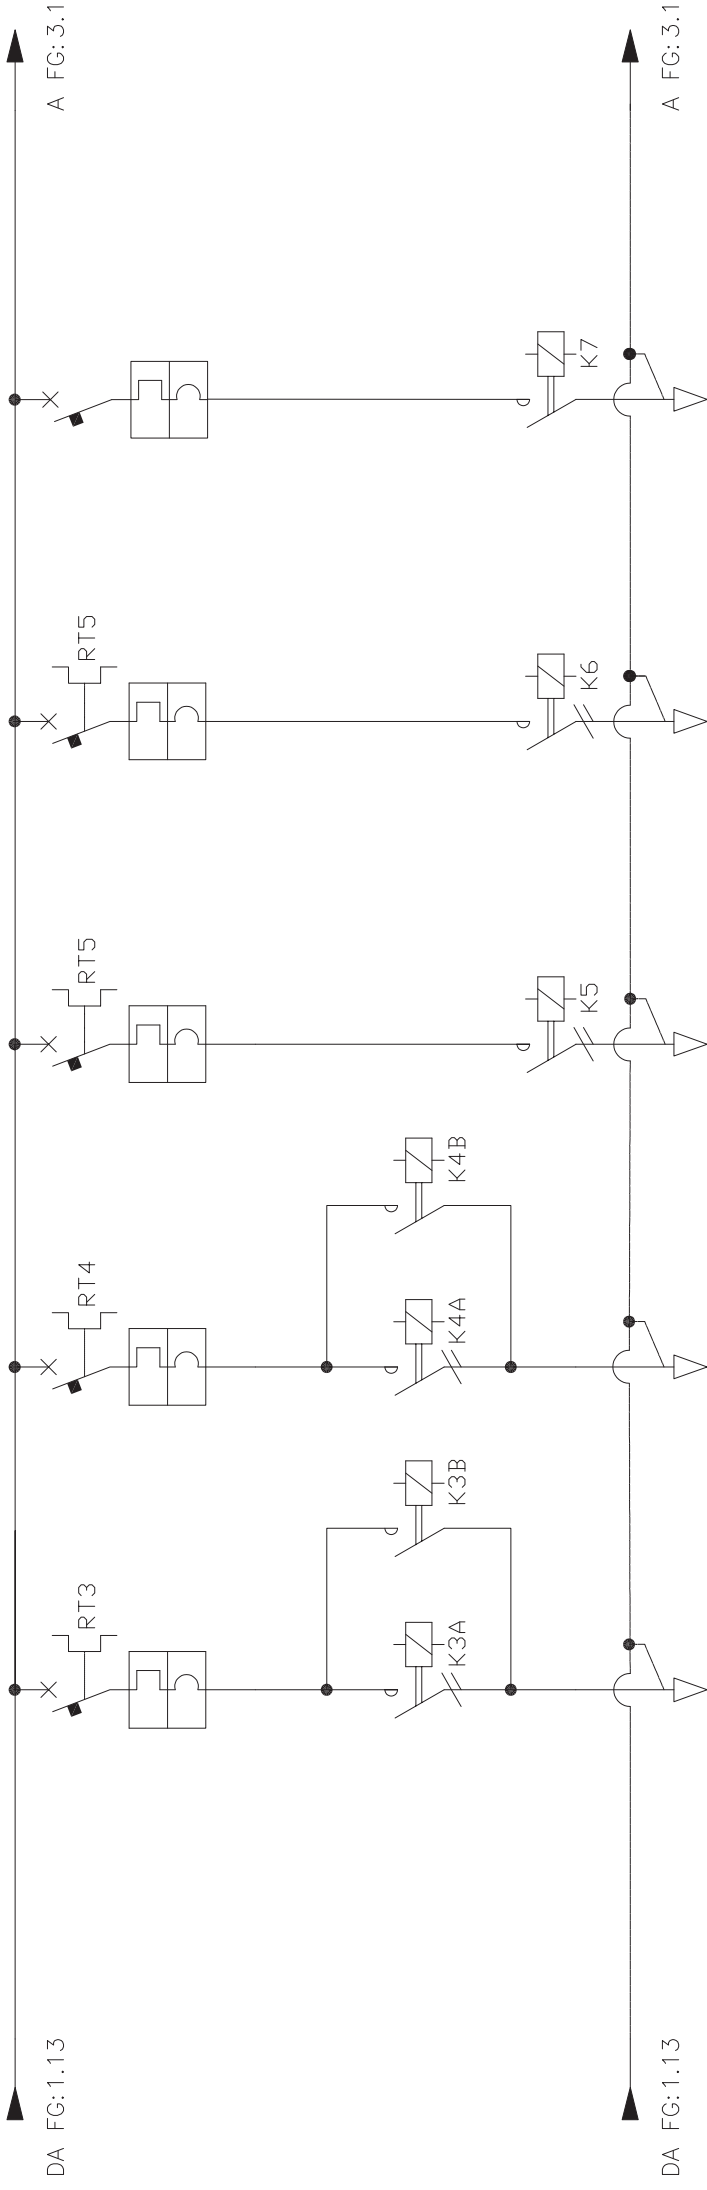 DA FG:1.13
A FG:3.1
RT3
RT4
RT5
RT5
K3A
K3B
K4A
K4B
K5
K6
K7
DA FG:1.13
A FG:3.1